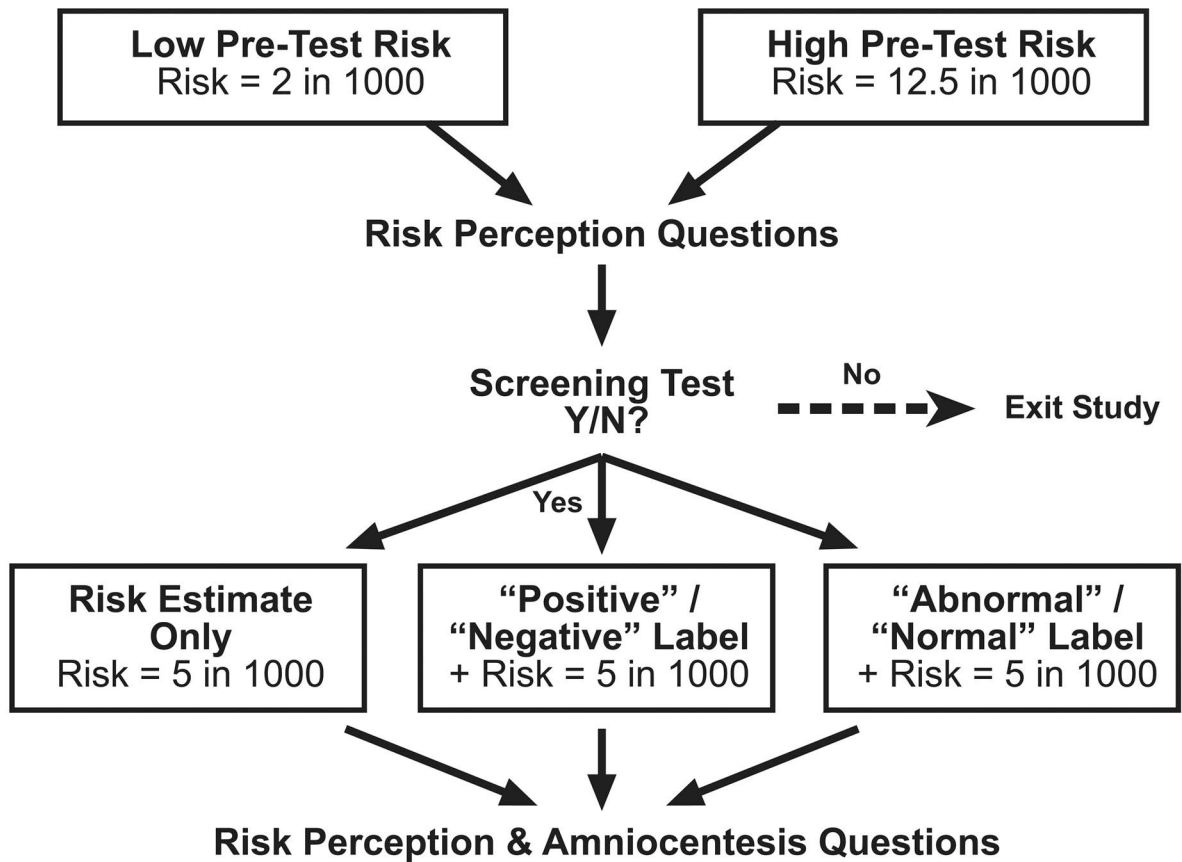 Low Pre-Test Risk
Risk = 2 in 1000
High Pre-Test Risk
Risk = 12.5 in 1000
Risk Perception Questions
Screening Test
Y/N?
No
Exit Study
Yes
Risk Estimate
Only
Risk = 5 in 1000
“Positive” /
“Negative” Label
+ Risk = 5 in 1000
“Abnormal” /
“Normal” Label
+ Risk = 5 in 1000
Risk Perception & Amniocentesis Questions